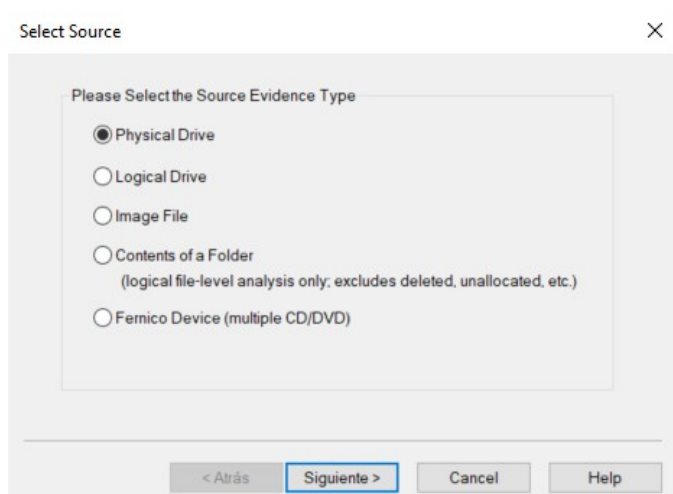 Select Source
Please Select the Source Evidence Type
Physical Drive
Logical Drive
Image File
Contents of a Folder
(logical file-level analysis only; excludes deleted, unallocated, etc.)
Fernico Device (multiple CD/DVD)
< Atrás Siguiente > Cancel Help